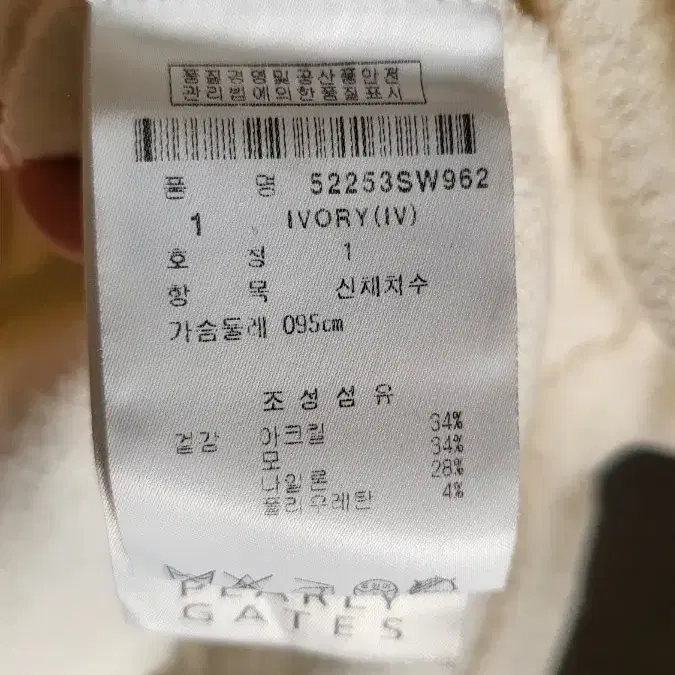 품질경영및공산품안전
관리법에의한품질표시
품 명 52253SW962
1 IVORY(IV)
호 칭 1
항 목 신체치수
가슴둘레 095cm
조성섬유
겉감 아크릴 34%
모 34%
나일론 28%
폴리우레탄 4%
PEARLY
GATES